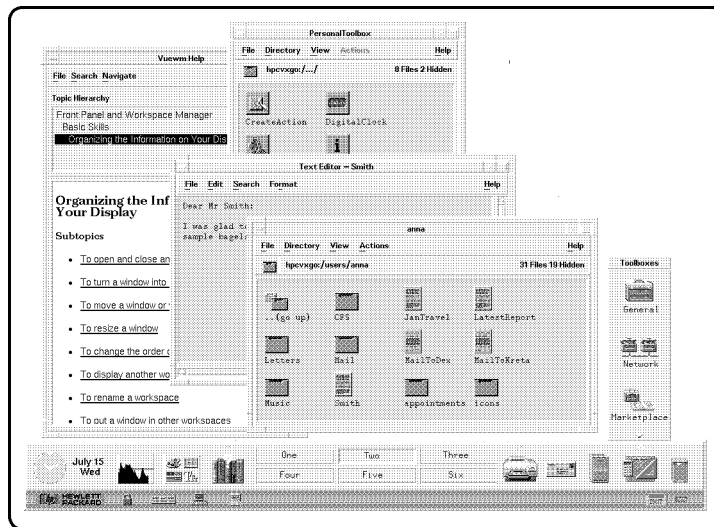 PersonalToolbox
File Directory View Actions Help
hpcvxgo:/.../ 8 Files 2 Hidden
CreateAction DigitalClock
Vuewm Help
File Search Navigate
Topic Hierarchy
Front Panel and Workspace Manager
Basic Skills
Organizing the Information on Your Dis
Organizing the Inf
Your Display
Subtopics
• To open and close an
• To turn a window into
• To move a window or
• To resize a window
• To change the order
• To display another wo
• To rename a workspace
• To out a window in other workspaces
Text Editor – Smith
File Edit Search Format Help
Dear Mr Smith:
I was glad to
sample bagel
anna
File Directory View Actions Help
hpcvxgo:/users/anna 31 Files 19 Hidden
..(go up) CFS JanTravel LatestReport
Letters Mail MailToDex MailToKreta
Music Smith appointments icons
Toolboxes
General
Network
Marketplace
July 15
Wed
One Two Three
Four Five Six
HEWLETT
PACKARD
EXIT